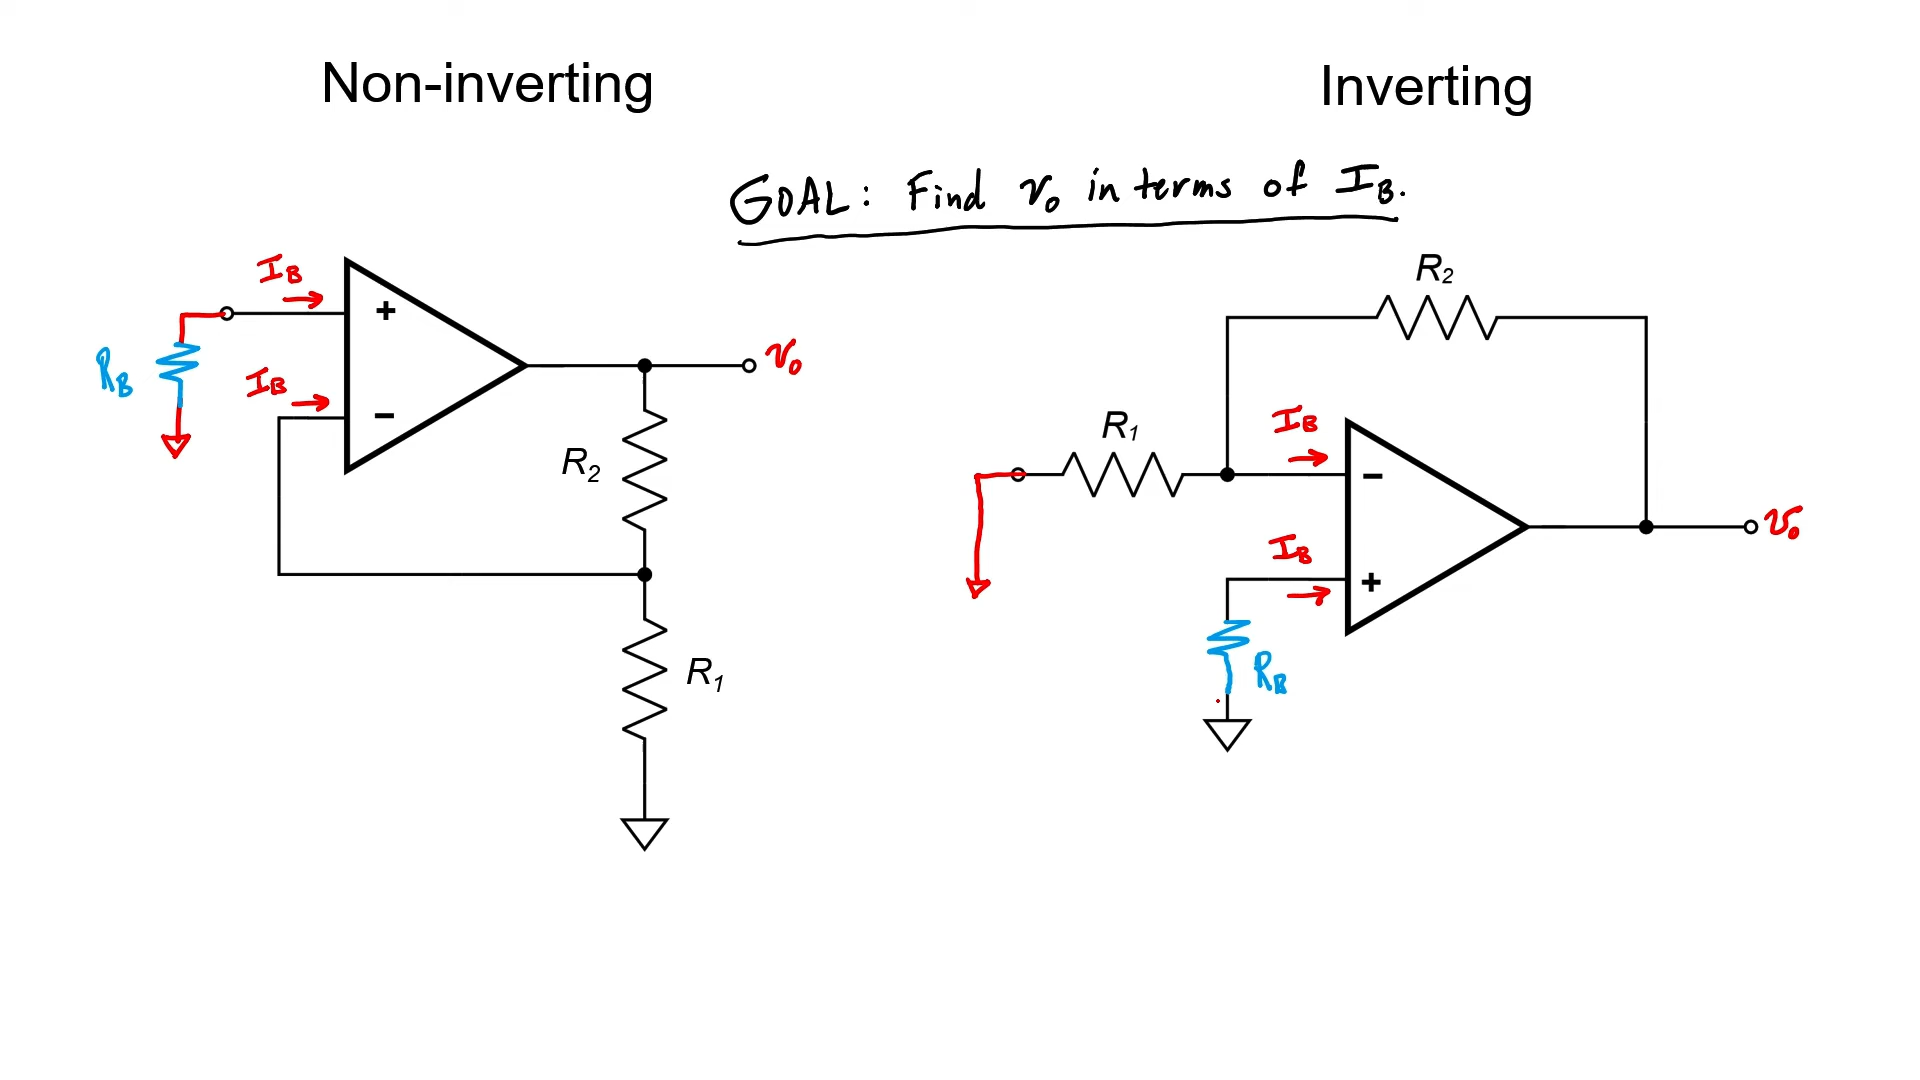 Non-inverting
Inverting
GOAL: Find v₀ in terms of I_B.
I_B
+
R_B
I_B
−
v₀
R₂
R₁
R₂
R₁
I_B
−
I_B
+
v₀
R_B